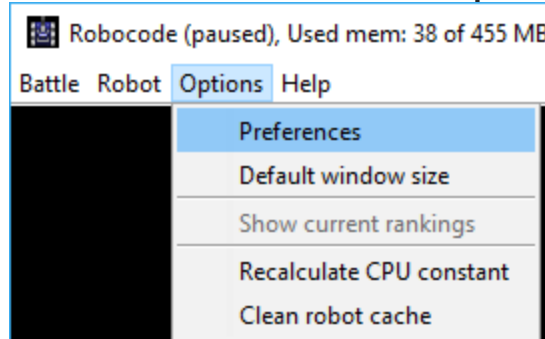 Robocode (paused), Used mem: 38 of 455 MB
Battle Robot Options Help
Preferences
Default window size
Show current rankings
Recalculate CPU constant
Clean robot cache